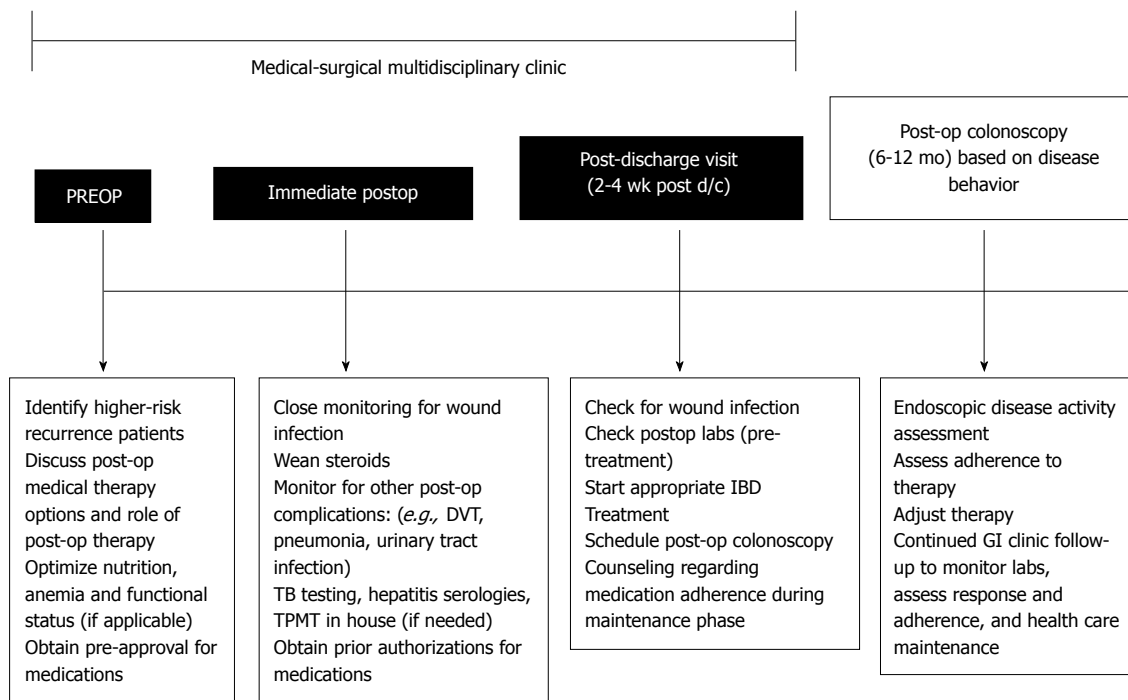 Medical-surgical multidisciplinary clinic
PREOP
Immediate postop
Post-discharge visit
(2-4 wk post d/c)
Post-op colonoscopy
(6-12 mo) based on disease
behavior
Identify higher-risk
recurrence patients
Discuss post-op
medical therapy
options and role of
post-op therapy
Optimize nutrition,
anemia and functional
status (if applicable)
Obtain pre-approval for
medications
Close monitoring for wound
infection
Wean steroids
Monitor for other post-op
complications: (e.g., DVT,
pneumonia, urinary tract
infection)
TB testing, hepatitis serologies,
TPMT in house (if needed)
Obtain prior authorizations for
medications
Check for wound infection
Check postop labs (pre-
treatment)
Start appropriate IBD
Treatment
Schedule post-op colonoscopy
Counseling regarding
medication adherence during
maintenance phase
Endoscopic disease activity
assessment
Assess adherence to
therapy
Adjust therapy
Continued GI clinic follow-
up to monitor labs,
assess response and
adherence, and health care
maintenance